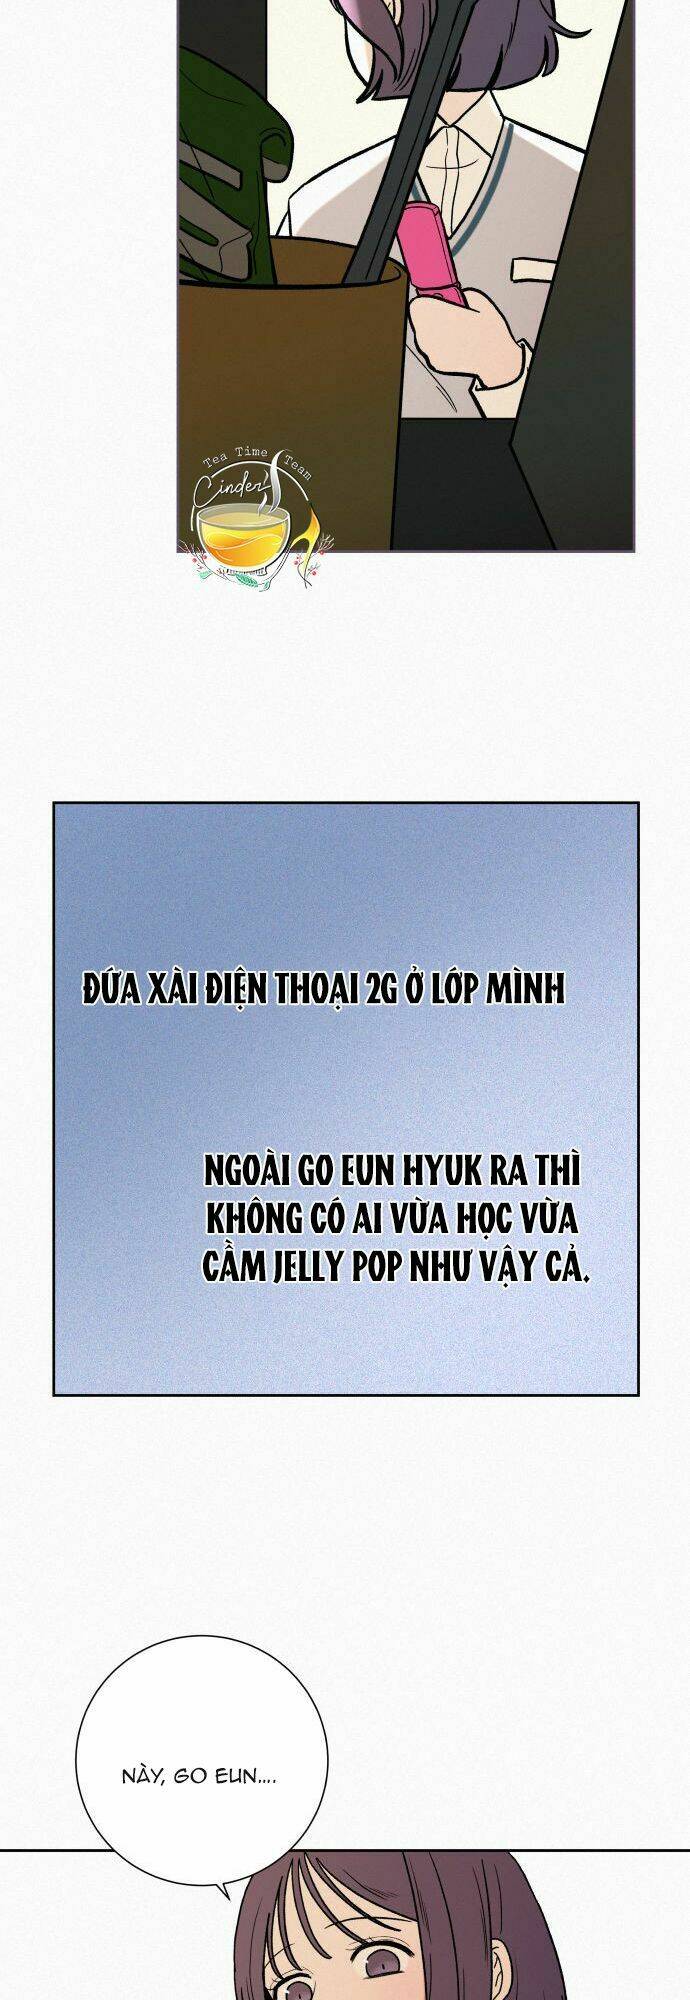 Tea Time Team
Cinder's
ĐỨA XÀI ĐIỆN THOẠI 2G Ở LỚP MÌNH
NGOÀI GO EUN HYUK RA THÌ
KHÔNG CÓ AI VỪA HỌC VỪA
CẦM JELLY POP NHƯ VẬY CẢ.
NÀY, GO EUN....